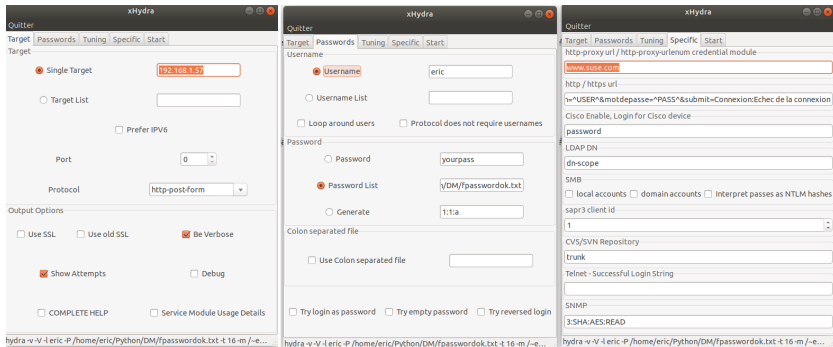 xHydra
Quitter
Target Passwords Tuning Specific Start
Target
Single Target 192.168.1.57
Target List
Prefer IPV6
Port 0
Protocol http-post-form
Output Options
Use SSL Use old SSL Be Verbose
Show Attempts Debug
COMPLETE HELP Service Module Usage Details
hydra -v -V -l eric -P /home/eric/Python/DM/fpasswordok.txt -t 16 -m /~e...
xHydra
Quitter
Target Passwords Tuning Specific Start
Username
Username eric
Username List
Loop around users Protocol does not require usernames
Password
Password yourpass
Password List /DM/fpasswordok.txt
Generate 1:1:a
Colon separated file
Use Colon separated file
Try login as password Try empty password Try reversed login
hydra -v -V -l eric -P /home/eric/Python/DM/fpasswordok.txt -t 16 -m /~e...
xHydra
Quitter
Target Passwords Tuning Specific Start
http-proxy url / http-proxy-urlenum credential module
www.suse.com
http / https url
=^USER^&motdepasse=^PASS^&submit=Connexion:Echec de la connexion
Cisco Enable, Login for Cisco device
password
LDAP DN
dn-scope
SMB
local accounts domain accounts Interpret passes as NTLM hashes
sapr3 client id
1
CVS/SVN Repository
trunk
Telnet - Successful Login String
SNMP
3:SHA:AES:READ
hydra -v -V -l eric -P /home/eric/Python/DM/fpasswordok.txt -t 16 -m /~e...